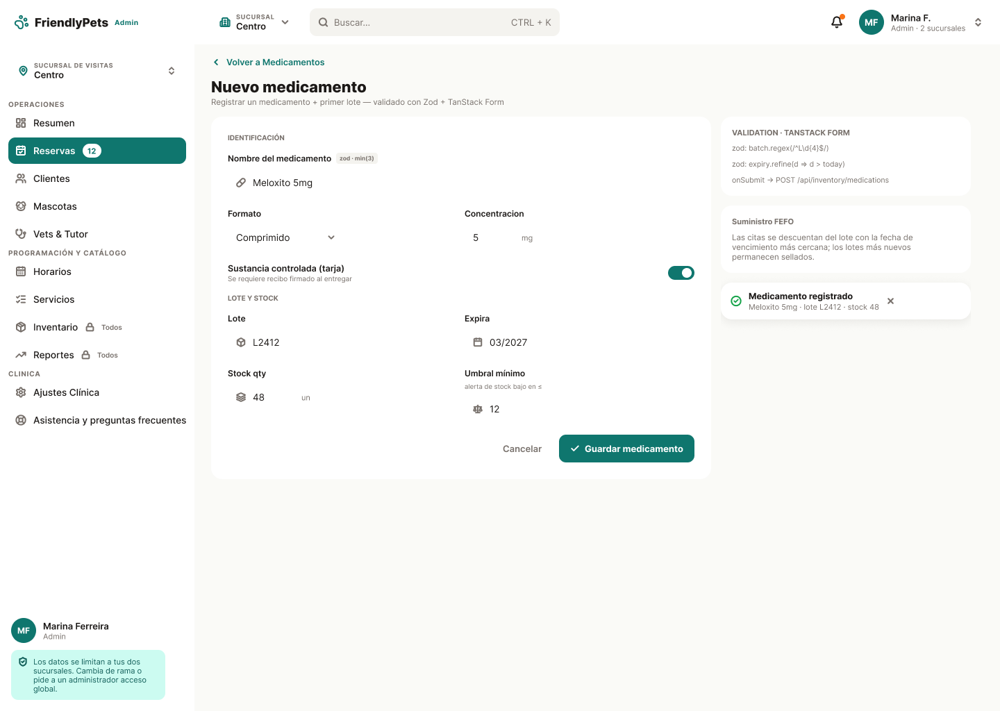 FriendlyPets Admin
SUCURSAL
Centro
Buscar...
CTRL + K
MF
Marina F.
Admin · 2 sucursales
SUCURSAL DE VISITAS
Centro
OPERACIONES
Resumen
Reservas 12
Clientes
Mascotas
Vets & Tutor
PROGRAMACIÓN Y CATÁLOGO
Horarios
Servicios
Inventario Todos
Reportes Todos
CLINICA
Ajustes Clínica
Asistencia y preguntas frecuentes
MF
Marina Ferreira
Admin
Los datos se limitan a tus dos
sucursales. Cambia de rama o
pide a un administrador acceso
global.
Volver a Medicamentos
Nuevo medicamento
Registrar un medicamento + primer lote — validado con Zod + TanStack Form
IDENTIFICACIÓN
Nombre del medicamento zod · min(3)
Meloxito 5mg
Formato
Comprimido
Concentracion
5 mg
Sustancia controlada (tarja)
Se requiere recibo firmado al entregar
LOTE Y STOCK
Lote
L2412
Expira
03/2027
Stock qty
48 un
Umbral mínimo
alerta de stock bajo en ≤
12
Cancelar
Guardar medicamento
VALIDATION · TANSTACK FORM
zod: batch.regex(/^L\d{4}$/)
zod: expiry.refine(d ⇒ d > today)
onSubmit → POST /api/inventory/medications
Suministro FEFO
Las citas se descuentan del lote con la fecha de
vencimiento más cercana; los lotes más nuevos
permanecen sellados.
Medicamento registrado
Meloxito 5mg · lote L2412 · stock 48